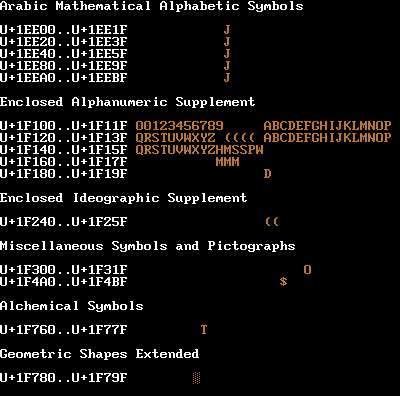 Arabic Mathematical Alphabetic Symbols
U+1EE00..U+1EE1F J
U+1EE20..U+1EE3F J
U+1EE40..U+1EE5F J
U+1EE80..U+1EE9F J
U+1EEA0..U+1EEBF J
Enclosed Alphanumeric Supplement
U+1F100..U+1F11F 00123456789 ABCDEFGHIJKLMNOP
U+1F120..U+1F13F QRSTUVWXYZ (((( ABCDEFGHIJKLMNOP
U+1F140..U+1F15F QRSTUVWXYZHMSSPW
U+1F160..U+1F17F MMM
U+1F180..U+1F19F D
Enclosed Ideographic Supplement
U+1F240..U+1F25F ((
Miscellaneous Symbols and Pictographs
U+1F300..U+1F31F O
U+1F4A0..U+1F4BF $
Alchemical Symbols
U+1F760..U+1F77F T
Geometric Shapes Extended
U+1F780..U+1F79F ░